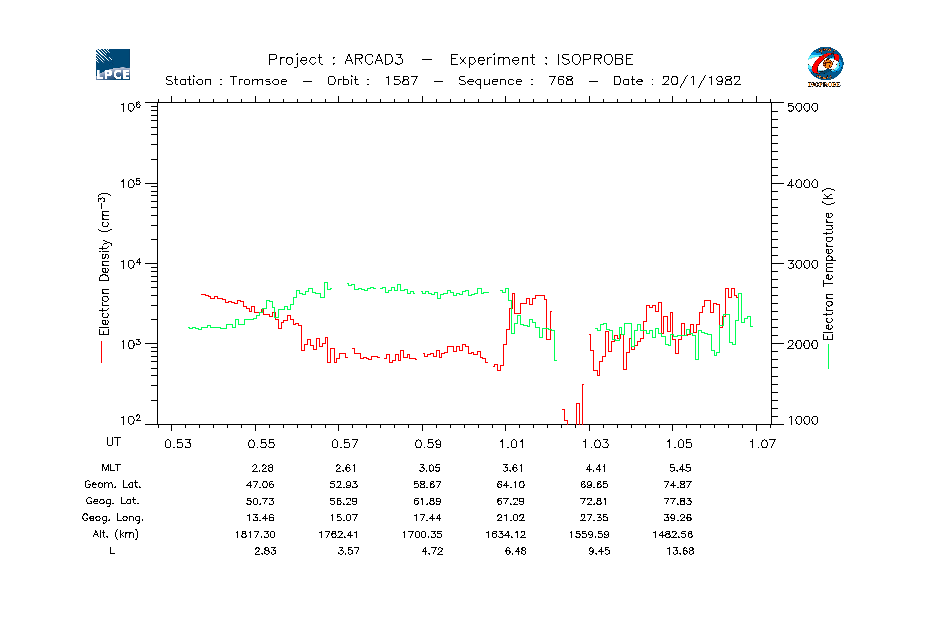 LPCE
Project : ARCAD3 — Experiment : ISOPROBE
ISOPROBE
Station : Tromsoe — Orbit : 1587 — Sequence : 768 — Date : 20/1/1982
10⁶ 5000
10⁵ 4000
10⁴ 3000
10³ 2000
10² 1000
Electron Density (cm⁻³)
Electron Temperature (K)
UT 0.53 0.55 0.57 0.59 1.01 1.03 1.05 1.07
MLT 2.28 2.61 3.05 3.61 4.41 5.45
Geom. Lat. 47.06 52.93 58.67 64.10 69.65 74.87
Geog. Lat. 50.73 56.29 61.89 67.29 72.81 77.83
Geog. Long. 13.46 15.07 17.44 21.02 27.35 39.26
Alt. (km) 1817.30 1762.41 1700.35 1634.12 1559.59 1482.56
L 2.83 3.57 4.72 6.48 9.45 13.68